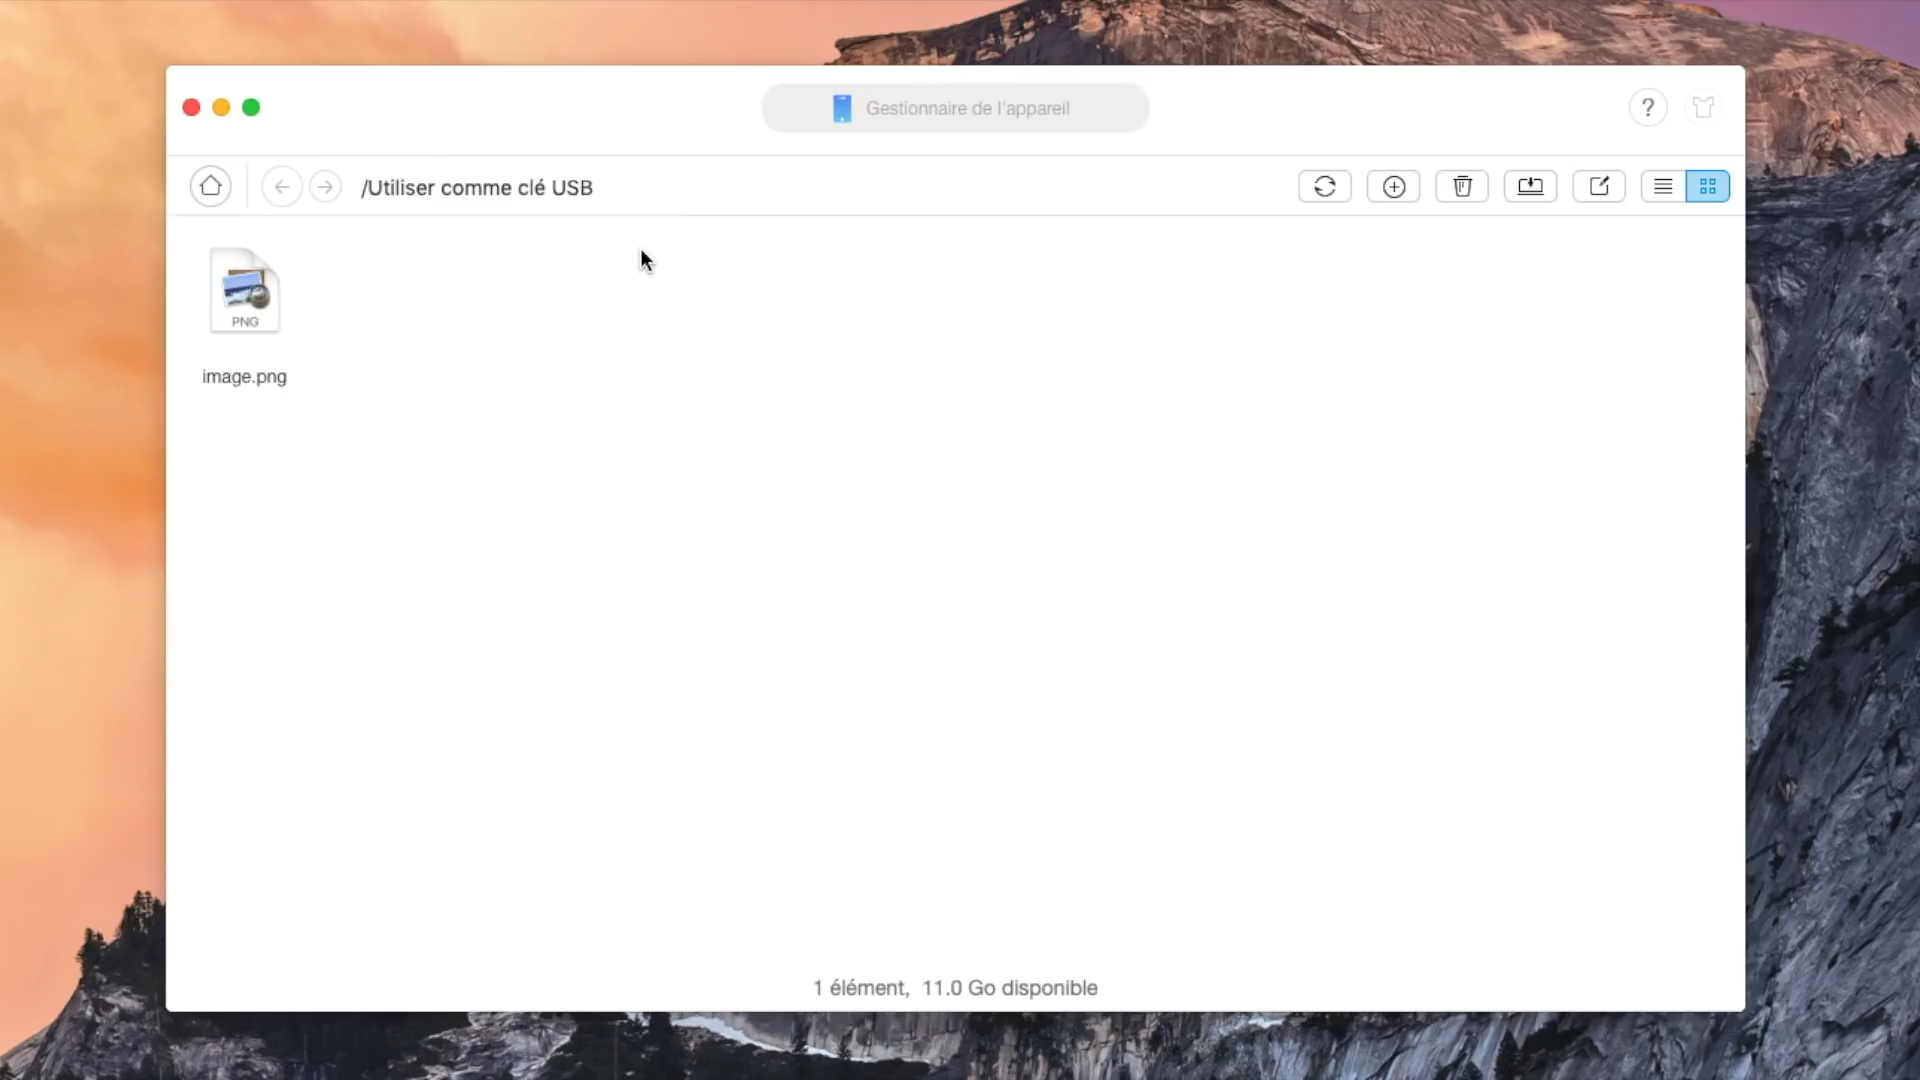 Gestionnaire de l'appareil
?
/Utiliser comme clé USB
PNG
image.png
1 élément, 11.0 Go disponible